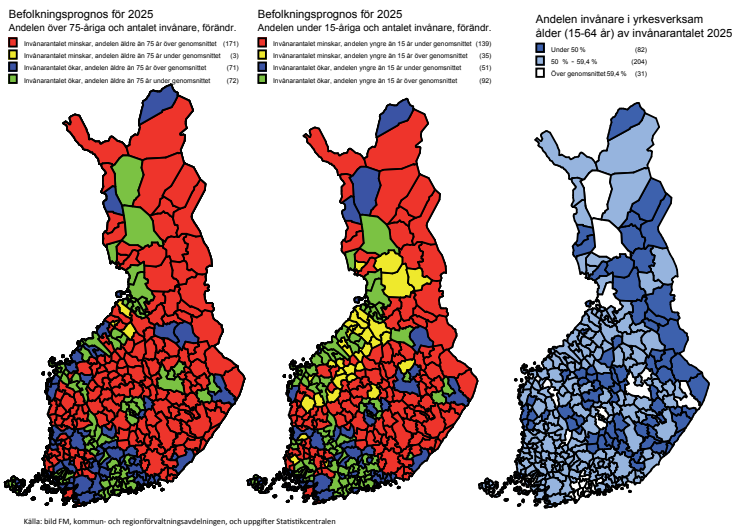 Befolkningsprognos för 2025
Andelen över 75-åriga och antalet invånare, förändr.
Invånarantalet minskar, andelen äldre än 75 år över genomsnittet (171)
Invånarantalet minskar, andelen äldre än 75 år under genomsnittet (3)
Invånarantalet ökar, andelen äldre än 75 år över genomsnittet (71)
Invånarantalet ökar, andelen äldre än 75 år under genomsnittet (72)
Befolkningsprognos för 2025
Andelen under 15-åriga och antalet invånare, förändr.
Invånarantalet minskar, andelen yngre än 15 år under genomsnittet (139)
Invånarantalet minskar, andelen yngre än 15 år över genomsnittet (35)
Invånarantalet ökar, andelen yngre än 15 år under genomsnittet (51)
Invånarantalet ökar, andelen yngre än 15 år över genomsnittet (92)
Andelen invånare i yrkesverksam
ålder (15-64 år) av invånarantalet 2025
Under 50 % (82)
50 % – 59,4 % (204)
Över genomsnittet 59,4 % (31)
Källa: bild FM, kommun- och regionförvaltningsavdelningen, och uppgifter Statistikcentralen